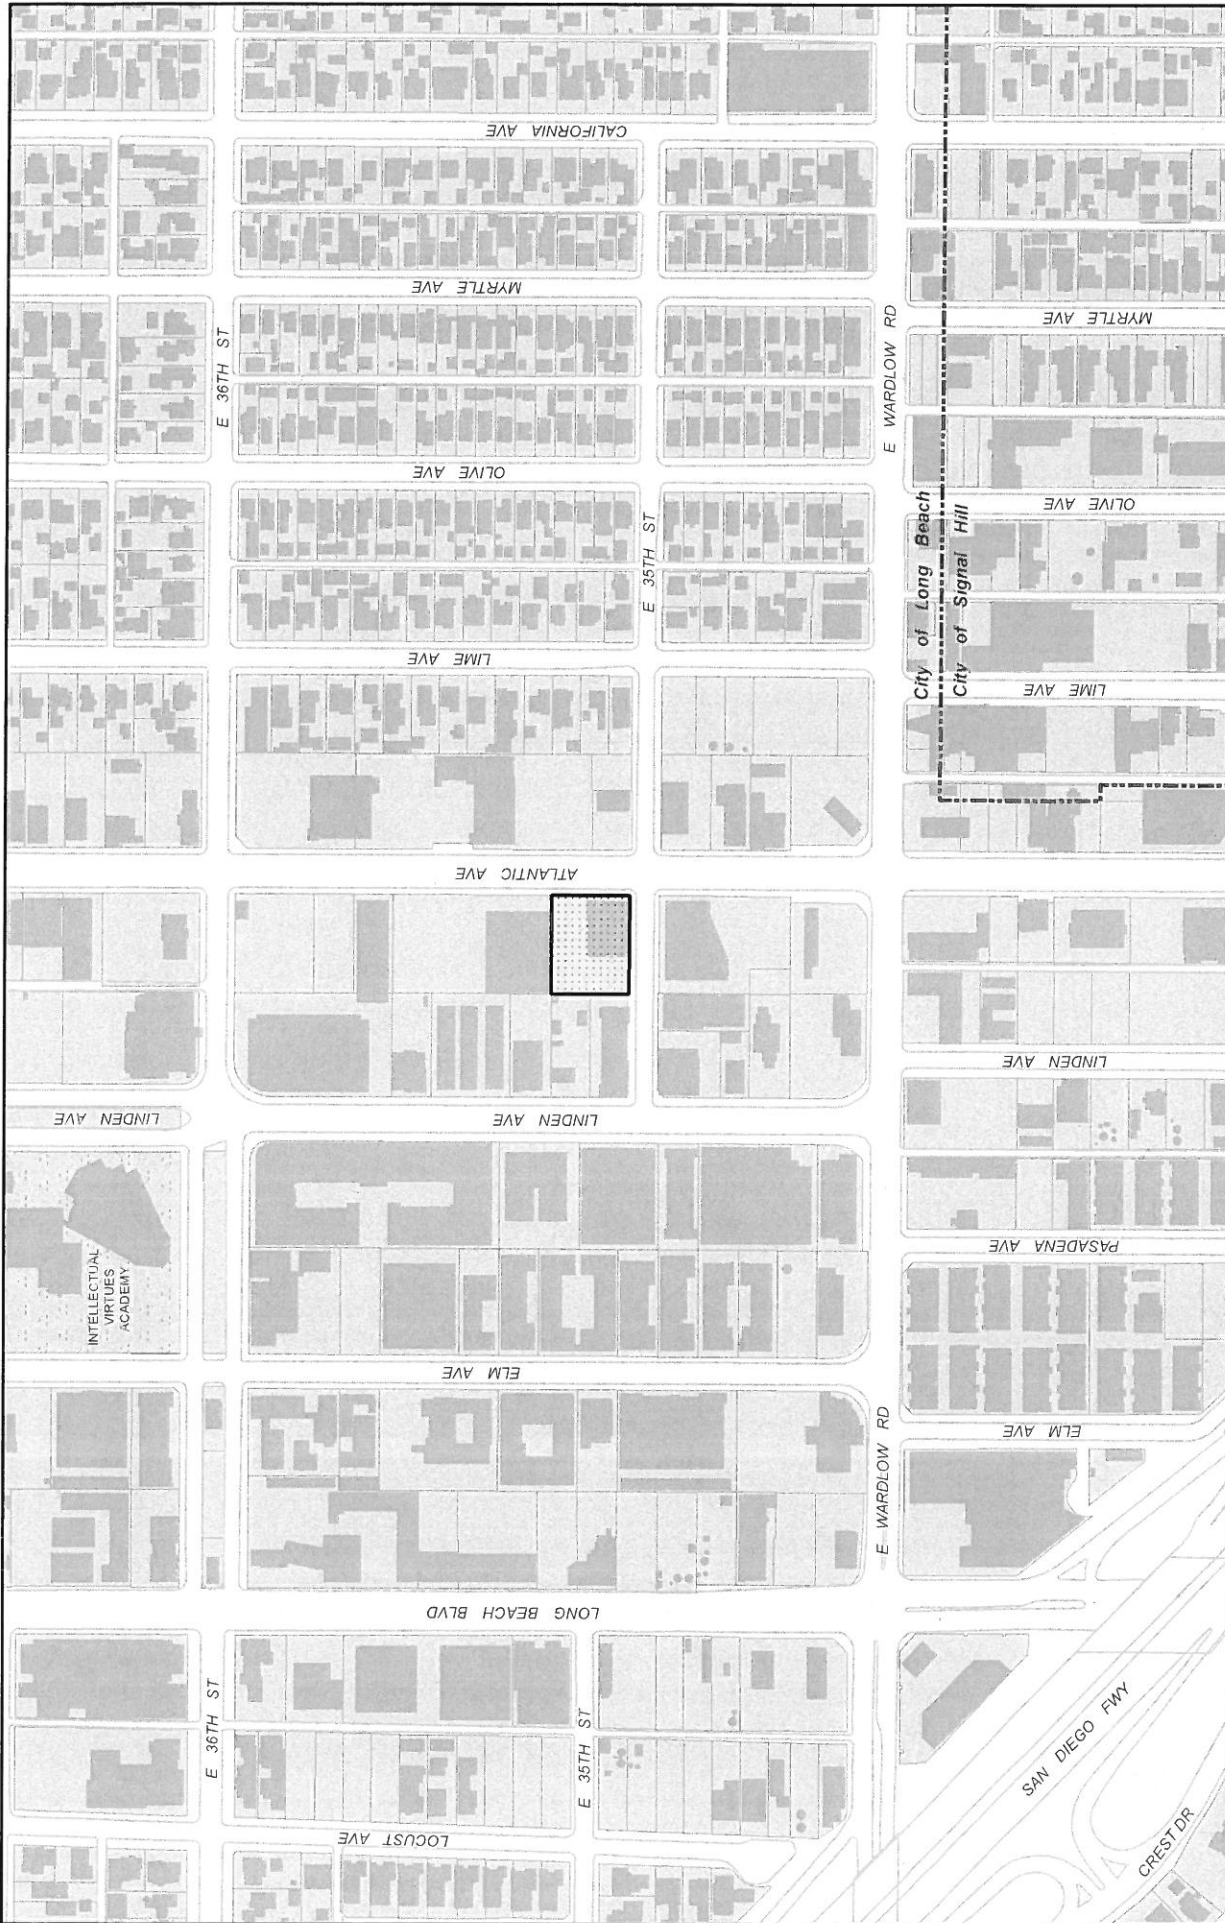 CALIFORNIA AVE
MYRTLE AVE
E 36TH ST
E WARDLOW RD
MYRTLE AVE
OLIVE AVE
E 35TH ST
City of Long Beach
City of Signal Hill
OLIVE AVE
LIME AVE
LIME AVE
ATLANTIC AVE
LINDEN AVE
LINDEN AVE
LINDEN AVE
INTELLECTUAL
VIRTUES
ACADEMY
PASADENA AVE
ELM AVE
E WARDLOW RD
ELM AVE
LONG BEACH BLVD
E 36TH ST
E 35TH ST
SAN DIEGO FWY
LOCUST AVE
CREST DR